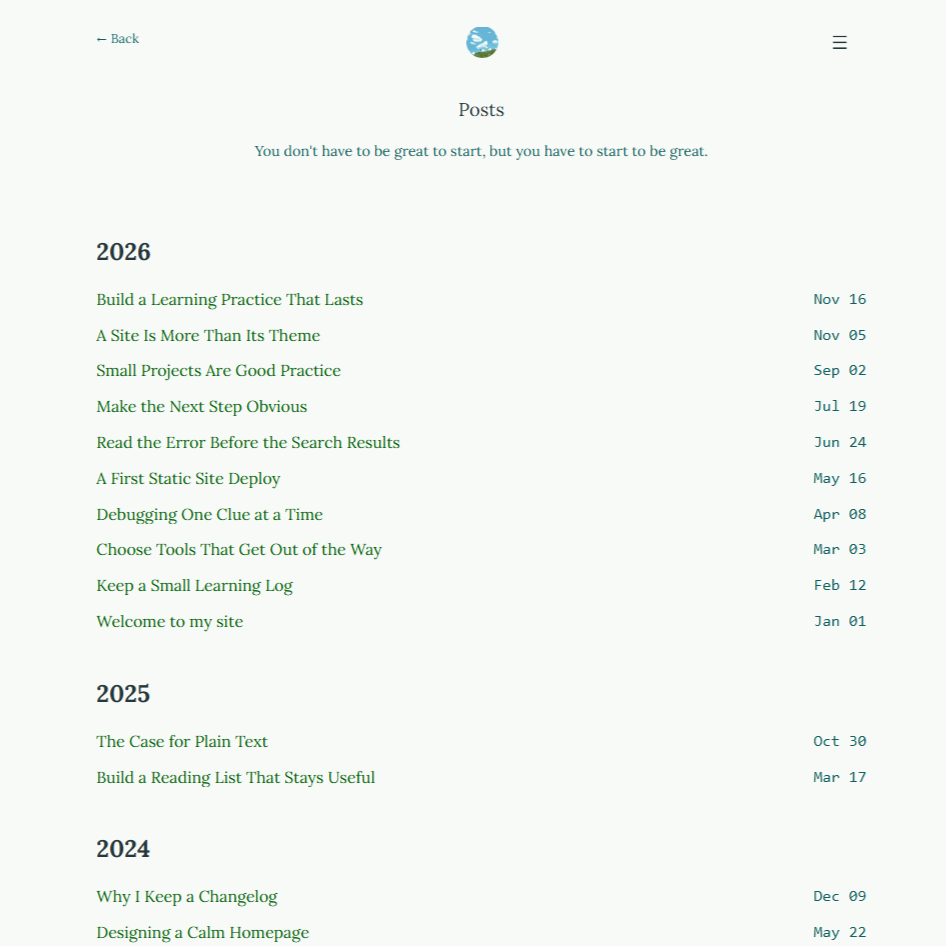 ← Back
Posts
You don't have to be great to start, but you have to start to be great.
2026
Build a Learning Practice That Lasts Nov 16
A Site Is More Than Its Theme Nov 05
Small Projects Are Good Practice Sep 02
Make the Next Step Obvious Jul 19
Read the Error Before the Search Results Jun 24
A First Static Site Deploy May 16
Debugging One Clue at a Time Apr 08
Choose Tools That Get Out of the Way Mar 03
Keep a Small Learning Log Feb 12
Welcome to my site Jan 01
2025
The Case for Plain Text Oct 30
Build a Reading List That Stays Useful Mar 17
2024
Why I Keep a Changelog Dec 09
Designing a Calm Homepage May 22